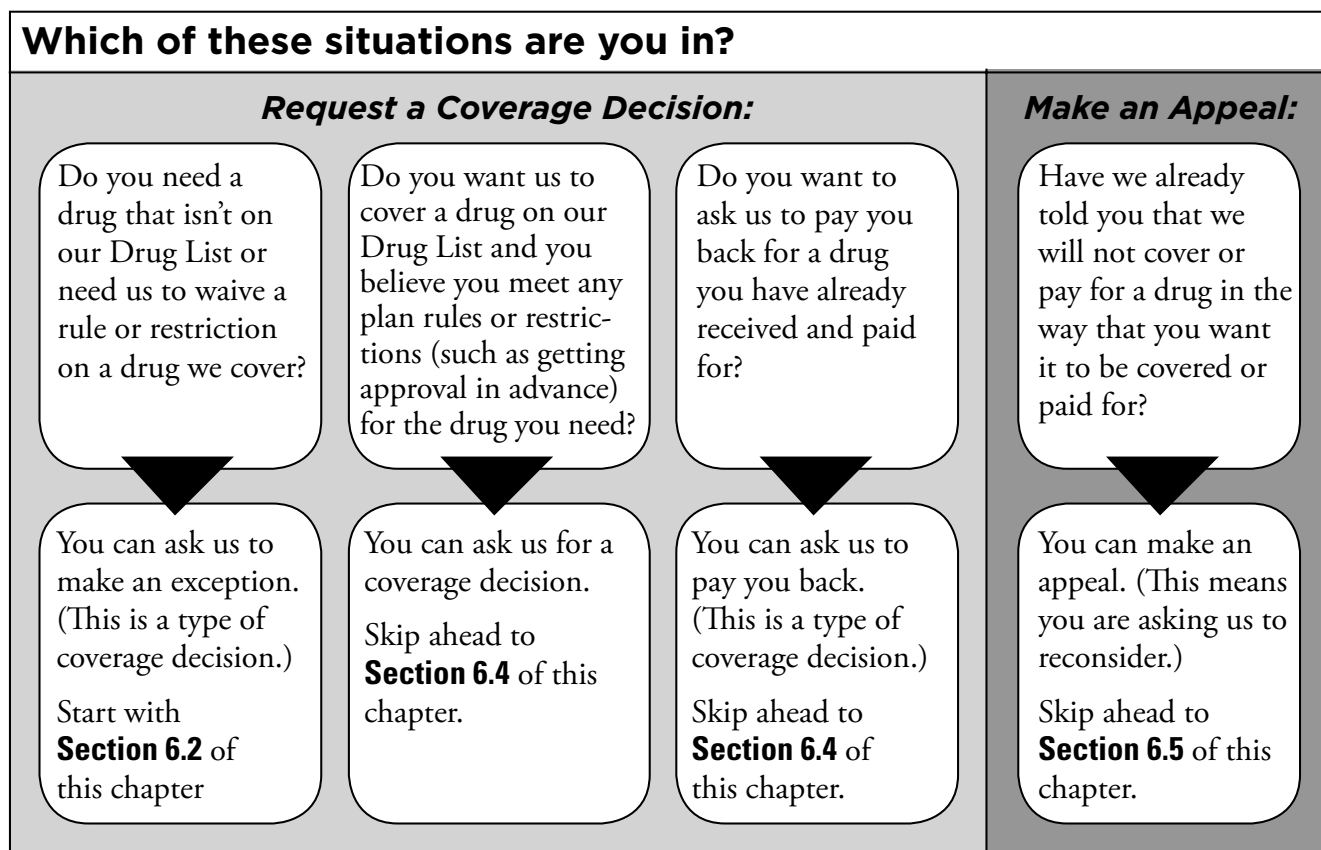 Which of these situations are you in?
Request a Coverage Decision:
Do you need a
drug that isn’t on
our Drug List or
need us to waive a
rule or restriction
on a drug we cover?
You can ask us to
make an exception.
(This is a type of
coverage decision.)
Start with
Section 6.2 of
this chapter
Do you want us to
cover a drug on our
Drug List and you
believe you meet any
plan rules or restric-
tions (such as getting
approval in advance)
for the drug you need?
You can ask us for a
coverage decision.
Skip ahead to
Section 6.4 of this
chapter.
Do you want to
ask us to pay you
back for a drug
you have already
received and paid
for?
You can ask us to
pay you back.
(This is a type of
coverage decision.)
Skip ahead to
Section 6.4 of
this chapter.
Make an Appeal:
Have we already
told you that we
will not cover or
pay for a drug in the
way that you want
it to be covered or
paid for?
You can make an
appeal. (This means
you are asking us to
reconsider.)
Skip ahead to
Section 6.5 of this
chapter.